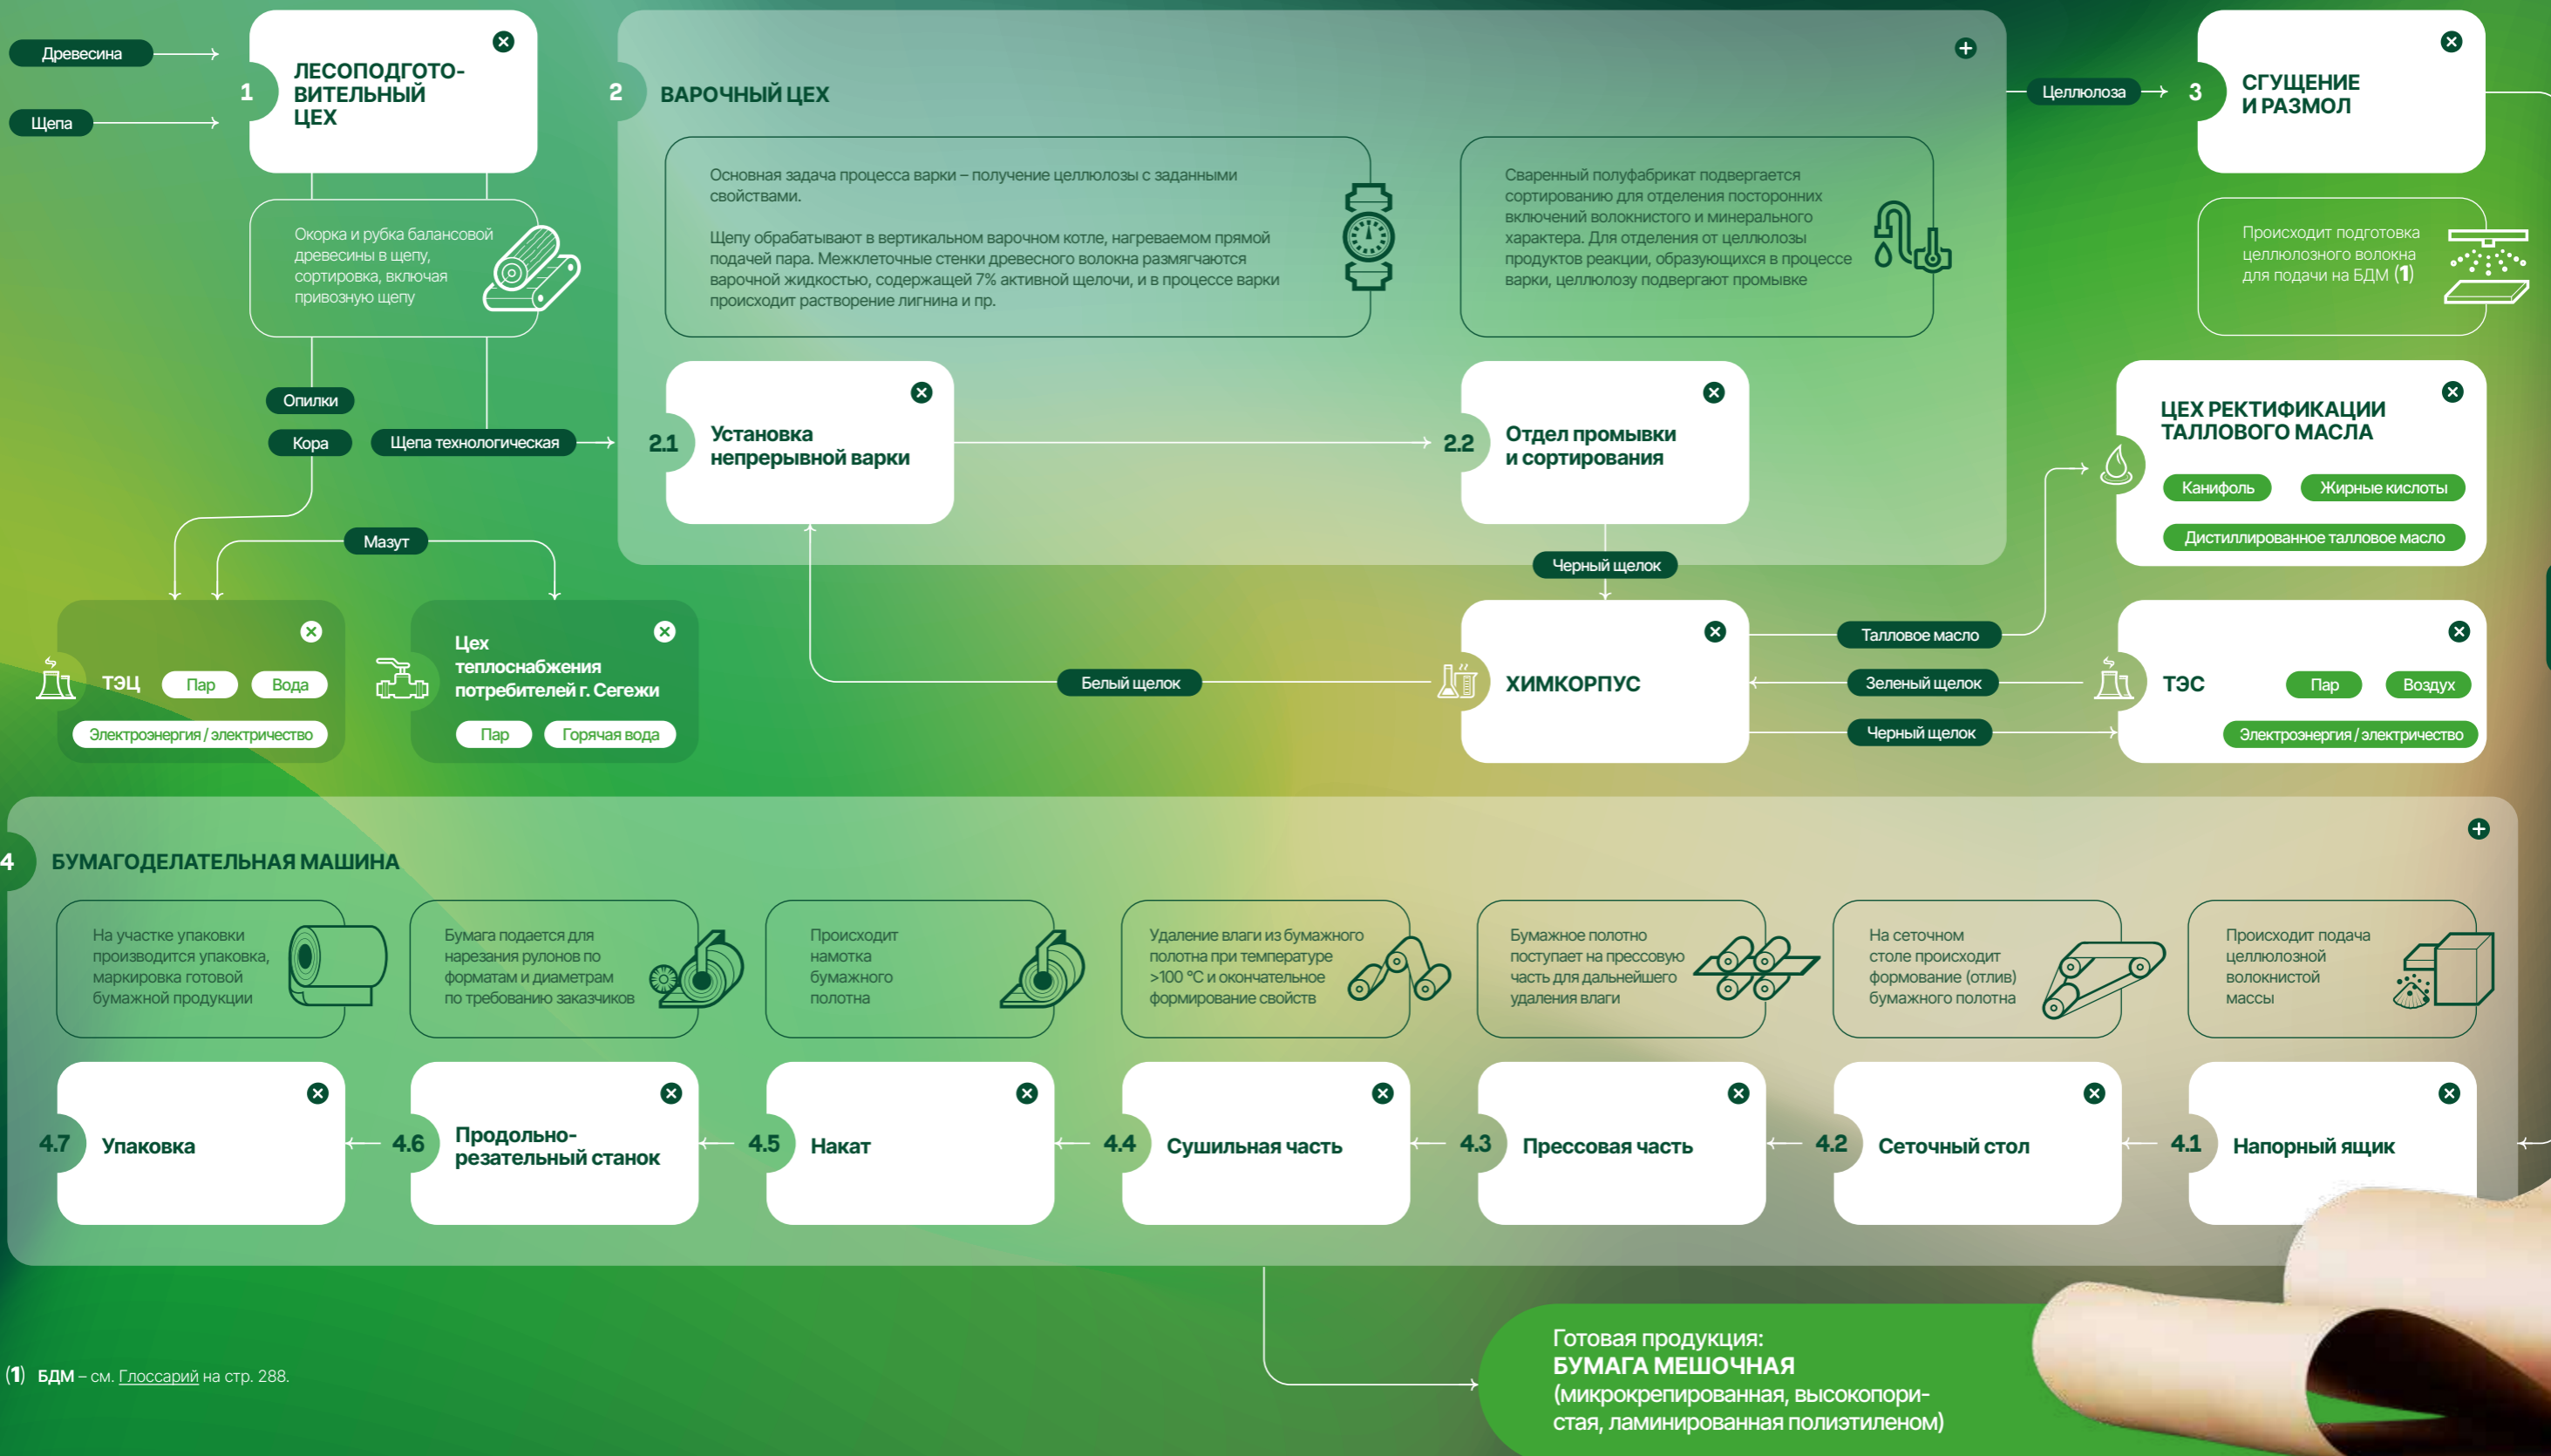 Древесина
Щепа
1
ЛЕСОПОДГОТО-
ВИТЕЛЬНЫЙ
ЦЕХ
Окорка и рубка балансовой
древесины в щепу,
сортировка, включая
привозную щепу
Опилки
Кора
Щепа технологическая
2
ВАРОЧНЫЙ ЦЕХ
Основная задача процесса варки – получение целлюлозы с заданными
свойствами.
Щепу обрабатывают в вертикальном варочном котле, нагреваемом прямой
подачей пара. Межклеточные стенки древесного волокна размягчаются
варочной жидкостью, содержащей 7% активной щелочи, и в процессе варки
происходит растворение лигнина и пр.
Сваренный полуфабрикат подвергается
сортированию для отделения посторонних
включений волокнистого и минерального
характера. Для отделения от целлюлозы
продуктов реакции, образующихся в процессе
варки, целлюлозу подвергают промывке
2.1
Установка
непрерывной варки
2.2
Отдел промывки
и сортирования
Целлюлоза
3
СГУЩЕНИЕ
И РАЗМОЛ
Происходит подготовка
целлюлозного волокна
для подачи на БДМ (1)
ЦЕХ РЕКТИФИКАЦИИ
ТАЛЛОВОГО МАСЛА
Канифоль
Жирные кислоты
Дистиллированное талловое масло
Мазут
ТЭЦ
Пар
Вода
Электроэнергия / электричество
Цех
теплоснабжения
потребителей г. Сегежи
Пар
Горячая вода
Белый щелок
Черный щелок
ХИМКОРПУС
Талловое масло
Зеленый щелок
Черный щелок
ТЭС
Пар
Воздух
Электроэнергия / электричество
4
БУМАГОДЕЛАТЕЛЬНАЯ МАШИНА
На участке упаковки
производится упаковка,
маркировка готовой
бумажной продукции
Бумага подается для
нарезания рулонов по
форматам и диаметрам
по требованию заказчиков
Происходит
намотка
бумажного
полотна
Удаление влаги из бумажного
полотна при температуре
>100 °С и окончательное
формирование свойств
Бумажное полотно
поступает на прессовую
часть для дальнейшего
удаления влаги
На сеточном
столе происходит
формование (отлив)
бумажного полотна
Происходит подача
целлюлозной
волокнистой
массы
4.7
Упаковка
4.6
Продольно-
резательный станок
4.5
Накат
4.4
Сушильная часть
4.3
Прессовая часть
4.2
Сеточный стол
4.1
Напорный ящик
Готовая продукция:
БУМАГА МЕШОЧНАЯ
(микрокрепированная, высокопори-
стая, ламинированная полиэтиленом)
(1) БДМ – см. Глоссарий на стр. 288.